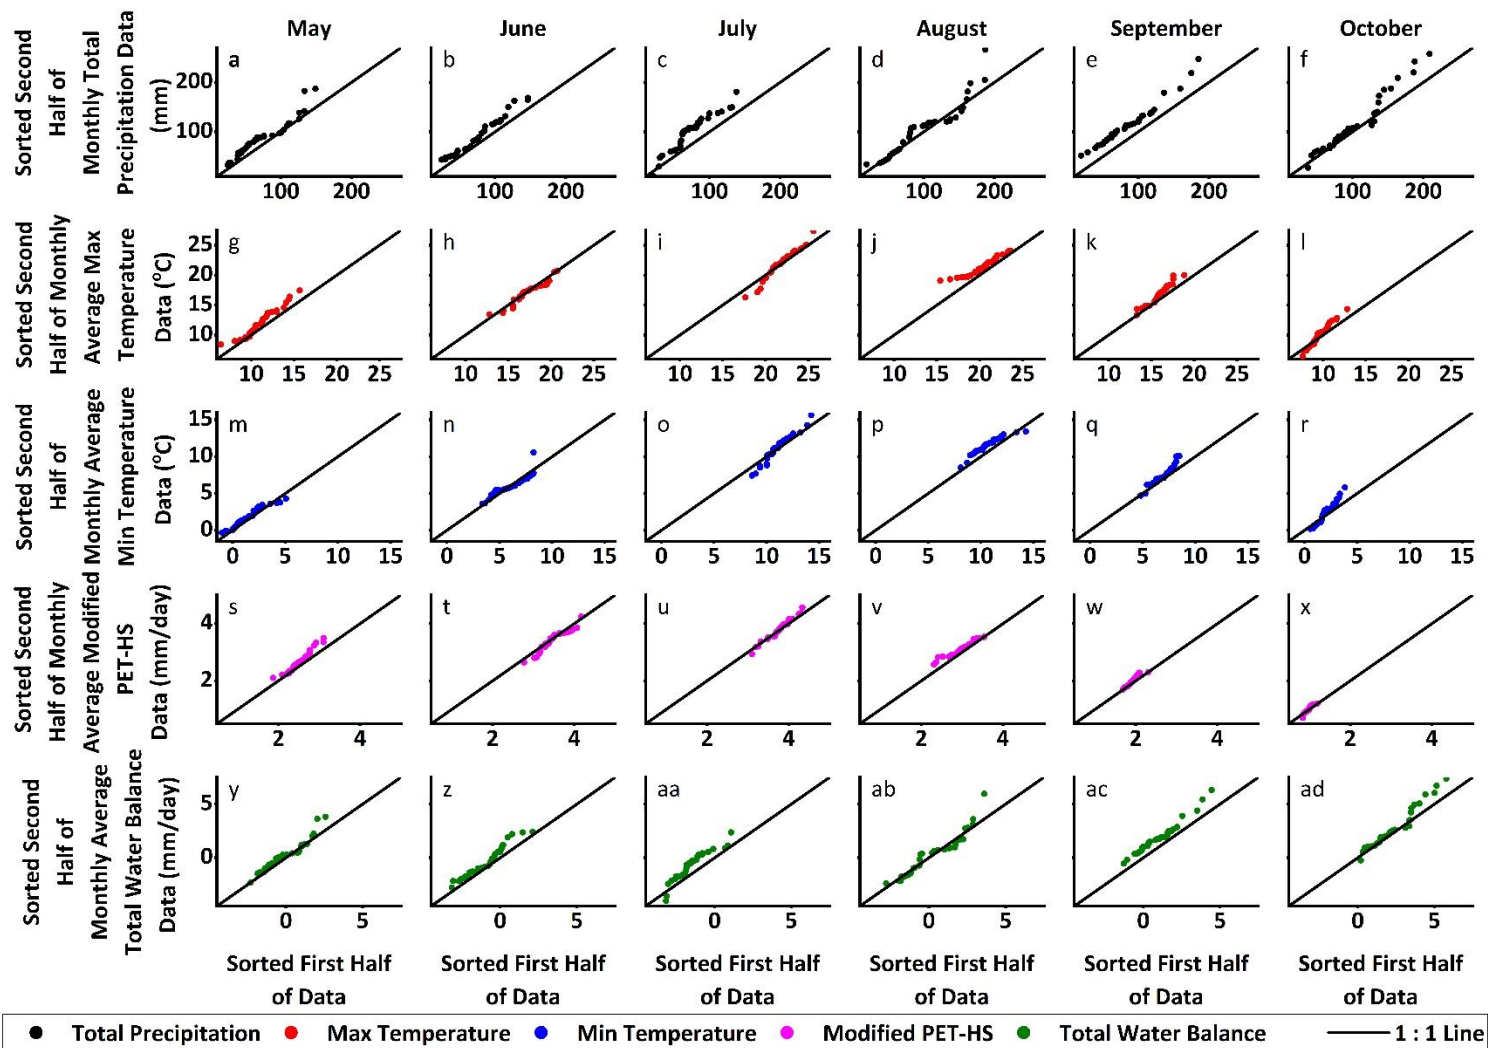 May June July August September October
Sorted Second
Half of
Monthly Total
Precipitation Data
(mm)
a b c d e f
200
100
100 200 100 200 100 200 100 200 100 200 100 200
Sorted Second
Half of Monthly
Average Max
Temperature
Data (°C)
g h i j k l
25
20
15
10
10 15 20 25 10 15 20 25 10 15 20 25 10 15 20 25 10 15 20 25 10 15 20 25
Sorted Second
Half of
Monthly Average
Min Temperature
Data (°C)
m n o p q r
15
10
5
0
0 5 10 15 0 5 10 15 0 5 10 15 0 5 10 15 0 5 10 15 0 5 10 15
Sorted Second
Half of Monthly
Average Modified
PET-HS
Data (mm/day)
s t u v w x
4
2
2 4 2 4 2 4 2 4 2 4 2 4
Sorted Second
Half of
Monthly Average
Total Water Balance
Data (mm/day)
y z aa ab ac ad
5
0
0 5 0 5 0 5 0 5 0 5 0 5
Sorted First Half Sorted First Half Sorted First Half Sorted First Half Sorted First Half Sorted First Half
of Data of Data of Data of Data of Data of Data
Total Precipitation Max Temperature Min Temperature Modified PET-HS Total Water Balance 1 : 1 Line